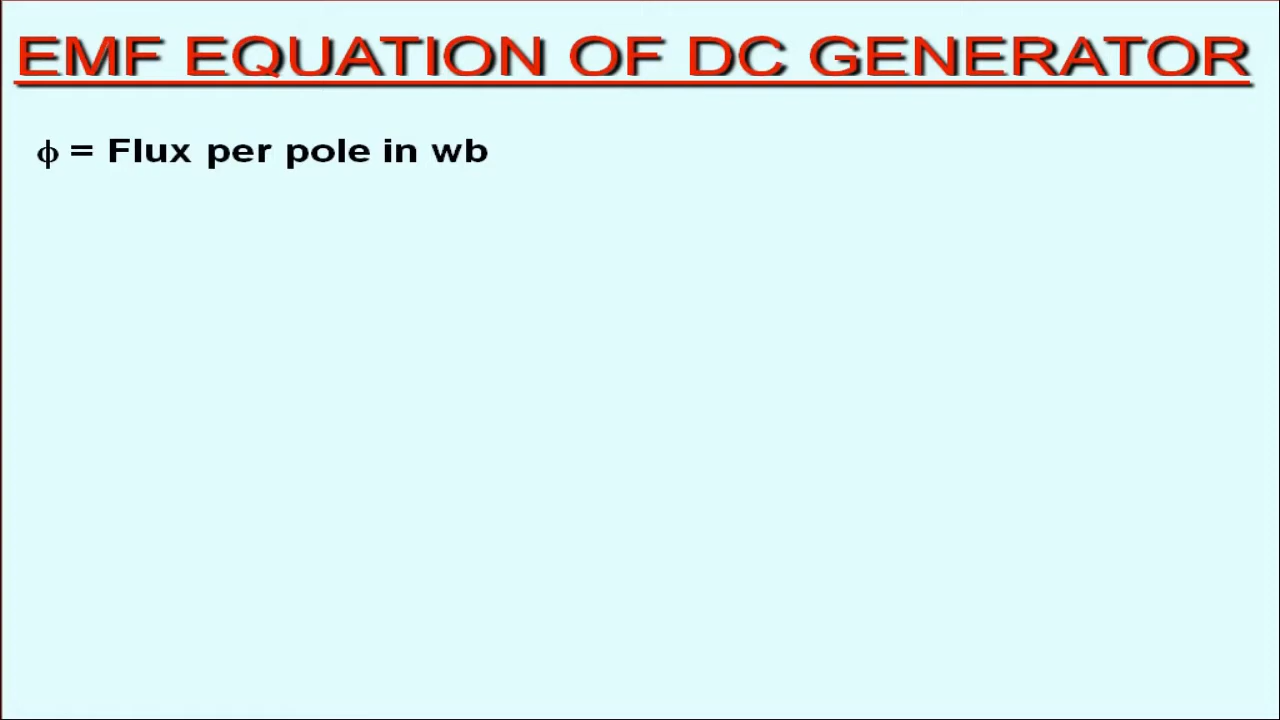 EMF EQUATION OF DC GENERATOR
ϕ = Flux per pole in wb